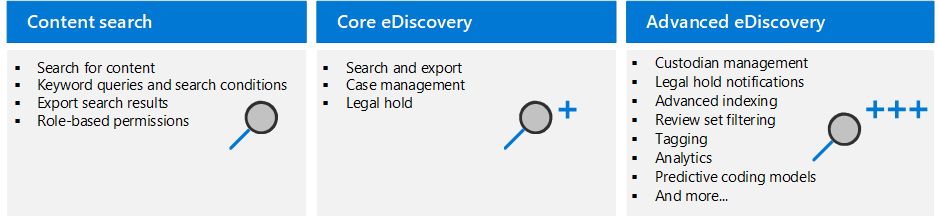 Content search
Search for content
Keyword queries and search conditions
Export search results
Role-based permissions
Core eDiscovery
Search and export
Case management
Legal hold
Advanced eDiscovery
Custodian management
Legal hold notifications
Advanced indexing
Review set filtering
Tagging
Analytics
Predictive coding models
And more...